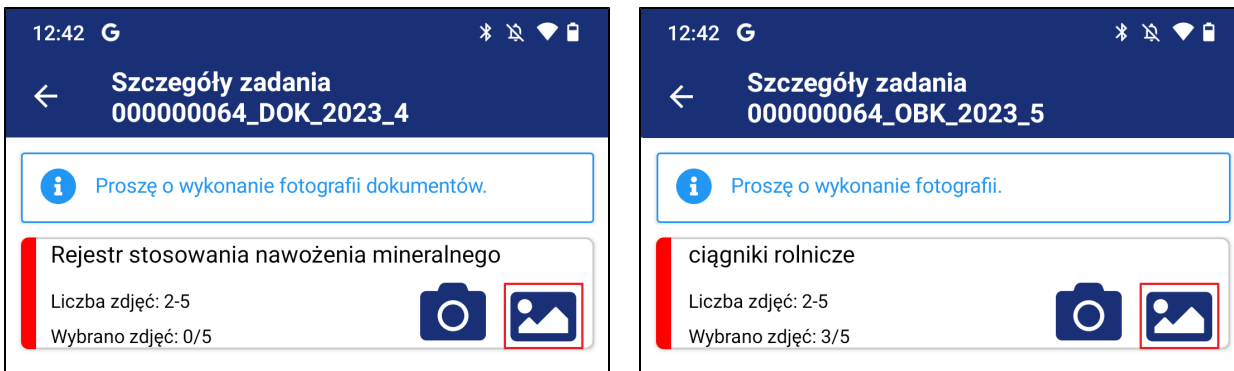 12:42 G
Szczegóły zadania
000000064_DOK_2023_4
Proszę o wykonanie fotografii dokumentów.
Rejestr stosowania nawożenia mineralnego
Liczba zdjęć: 2-5
Wybrano zdjęć: 0/5
12:42 G
Szczegóły zadania
000000064_OBK_2023_5
Proszę o wykonanie fotografii.
ciągniki rolnicze
Liczba zdjęć: 2-5
Wybrano zdjęć: 3/5